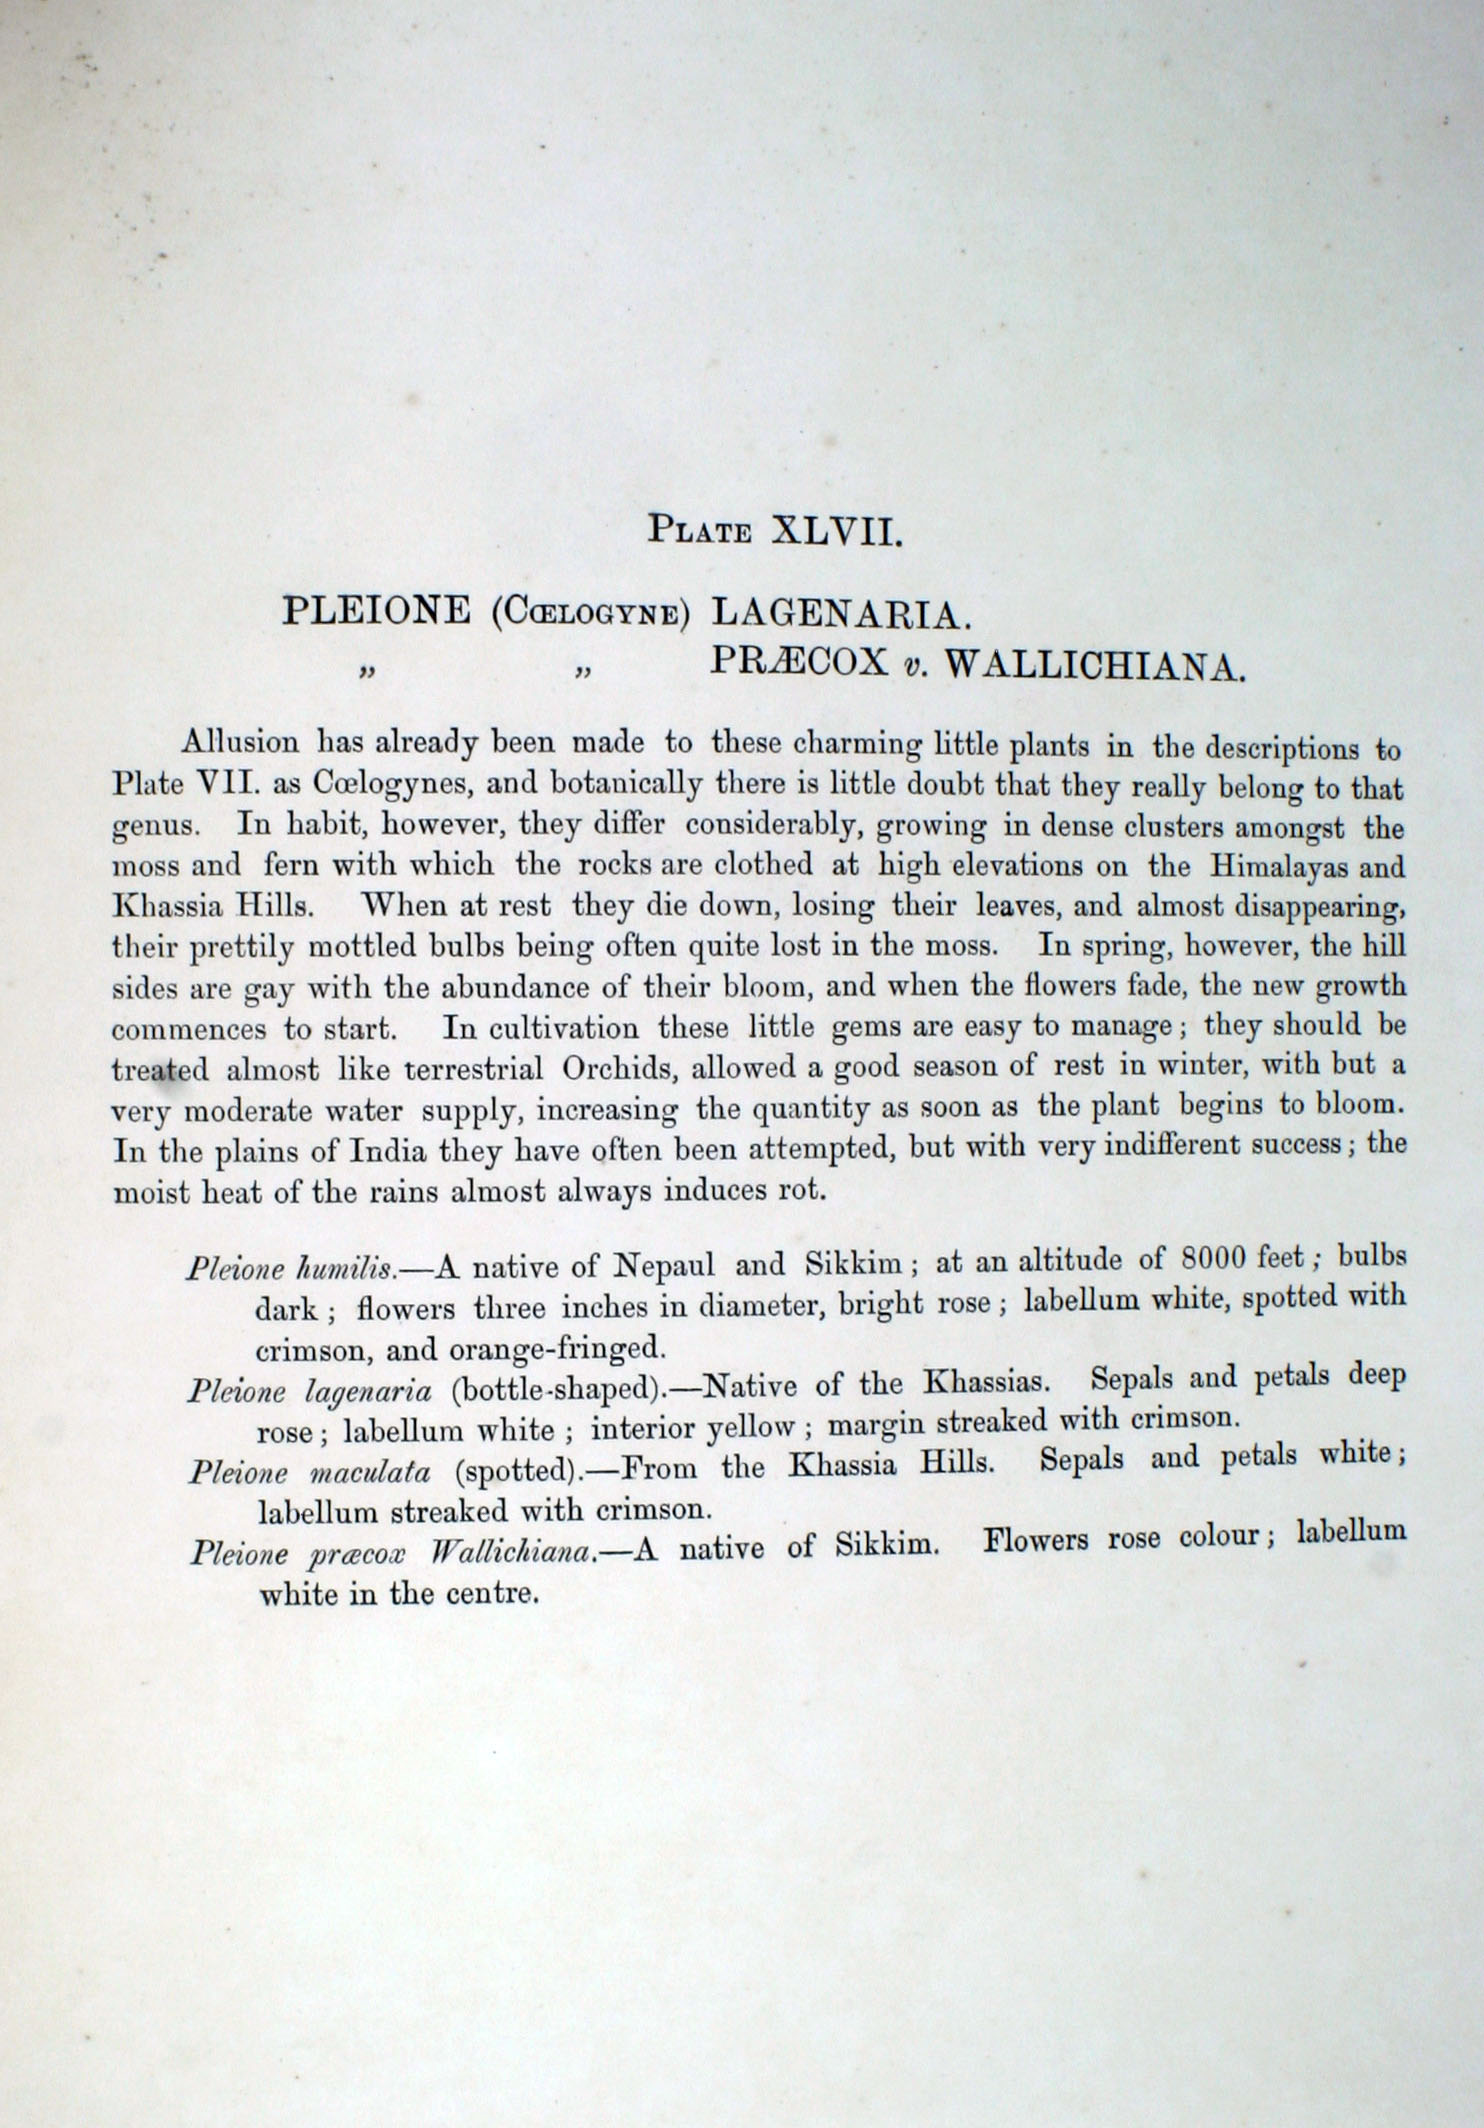 PLATE XLVII.
PLEIONE (CŒLOGYNE) LAGENARIA.
„ „ PRÆCOX v. WALLICHIANA.
Allusion has already been made to these charming little plants in the descriptions to
Plate VII. as Cœlogynes, and botanically there is little doubt that they really belong to that
genus. In habit, however, they differ considerably, growing in dense clusters amongst the
moss and fern with which the rocks are clothed at high elevations on the Himalayas and
Khassia Hills. When at rest they die down, losing their leaves, and almost disappearing,
their prettily mottled bulbs being often quite lost in the moss. In spring, however, the hill
sides are gay with the abundance of their bloom, and when the flowers fade, the new growth
commences to start. In cultivation these little gems are easy to manage; they should be
treated almost like terrestrial Orchids, allowed a good season of rest in winter, with but a
very moderate water supply, increasing the quantity as soon as the plant begins to bloom.
In the plains of India they have often been attempted, but with very indifferent success; the
moist heat of the rains almost always induces rot.
Pleione humilis.—A native of Nepaul and Sikkim; at an altitude of 8000 feet; bulbs
dark; flowers three inches in diameter, bright rose; labellum white, spotted with
crimson, and orange-fringed.
Pleione lagenaria (bottle-shaped).—Native of the Khassias. Sepals and petals deep
rose; labellum white; interior yellow; margin streaked with crimson.
Pleione maculata (spotted).—From the Khassia Hills. Sepals and petals white;
labellum streaked with crimson.
Pleione præcox Wallichiana.—A native of Sikkim. Flowers rose colour; labellum
white in the centre.